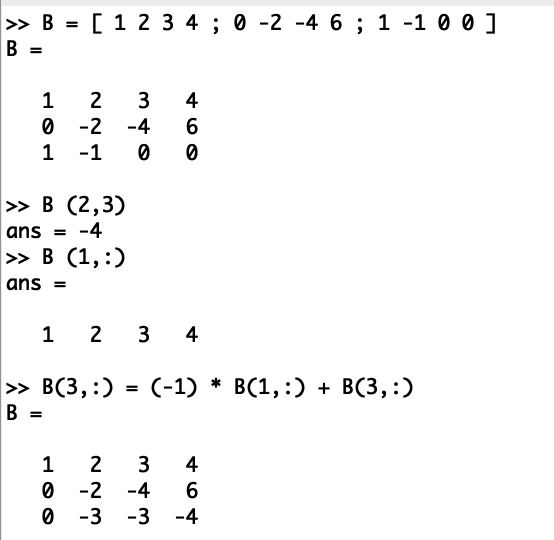 >> B = [ 1 2 3 4 ; 0 -2 -4 6 ; 1 -1 0 0 ]
B =
1 2 3 4
0 -2 -4 6
1 -1 0 0
>> B (2,3)
ans = -4
>> B (1,:)
ans =
1 2 3 4
>> B(3,:) = (-1) * B(1,:) + B(3,:)
B =
1 2 3 4
0 -2 -4 6
0 -3 -3 -4